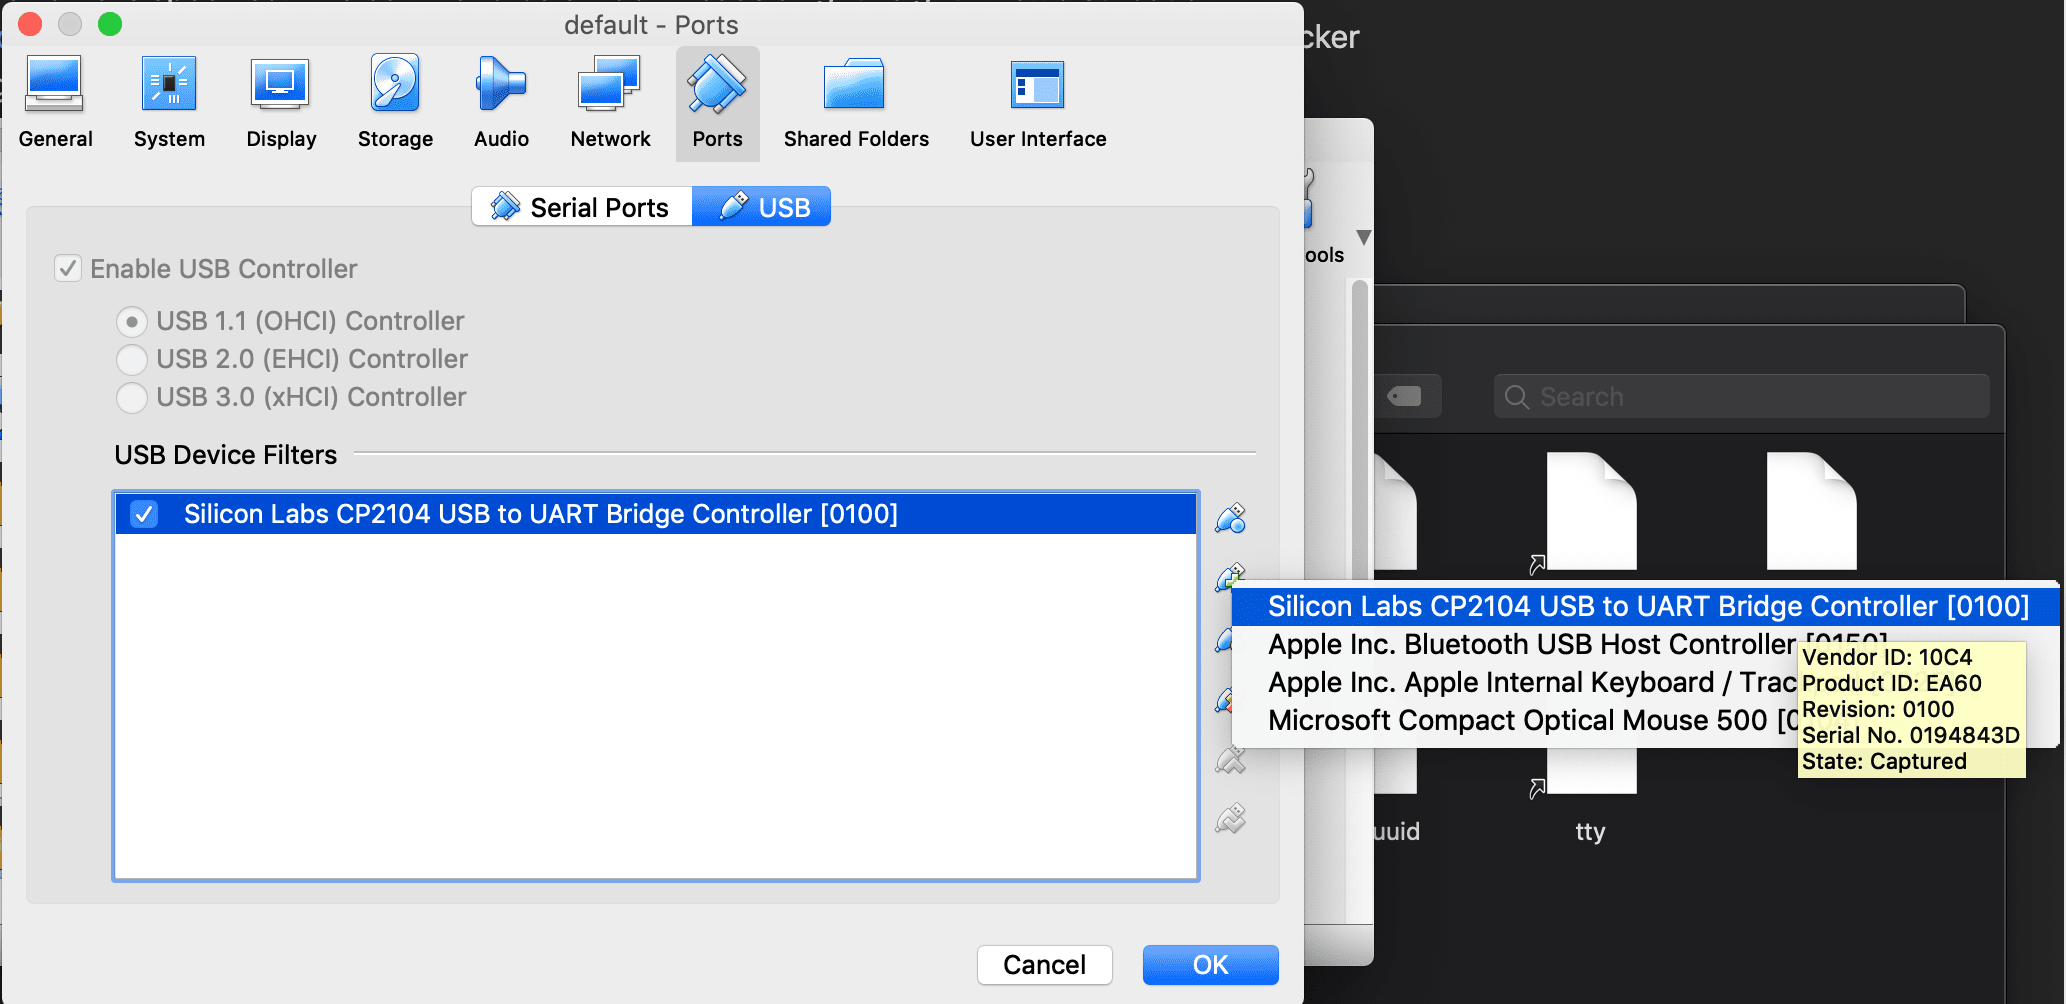 default - Ports
cker
General
System
Display
Storage
Audio
Network
Ports
Shared Folders
User Interface
Serial Ports
USB
ools
Enable USB Controller
USB 1.1 (OHCI) Controller
USB 2.0 (EHCI) Controller
USB 3.0 (xHCI) Controller
Search
USB Device Filters
Silicon Labs CP2104 USB to UART Bridge Controller [0100]
Silicon Labs CP2104 USB to UART Bridge Controller [0100]
Apple Inc. Bluetooth USB Host Controller [0150]
Apple Inc. Apple Internal Keyboard / Trac
Microsoft Compact Optical Mouse 500 [0
Vendor ID: 10C4
Product ID: EA60
Revision: 0100
Serial No. 0194843D
State: Captured
uuid
tty
Cancel
OK